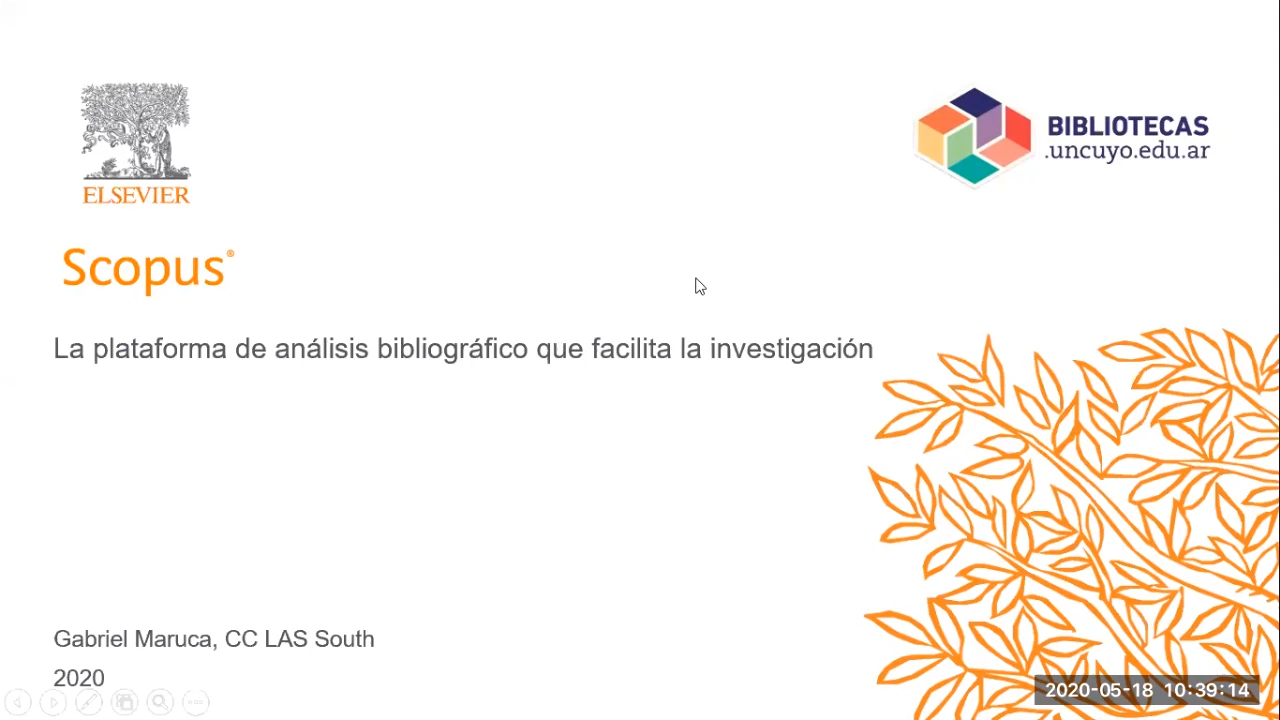 ELSEVIER
BIBLIOTECAS
.uncuyo.edu.ar
Scopus®
La plataforma de análisis bibliográfico que facilita la investigación
Gabriel Maruca, CC LAS South
2020
2020-05-18 10:39:14